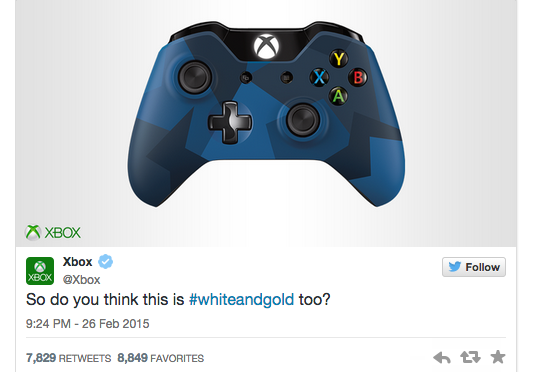 Y
X
B
A
XBOX
XBOX
Xbox
@Xbox
Follow
So do you think this is #whiteandgold too?
9:24 PM - 26 Feb 2015
7,829 RETWEETS 8,849 FAVORITES